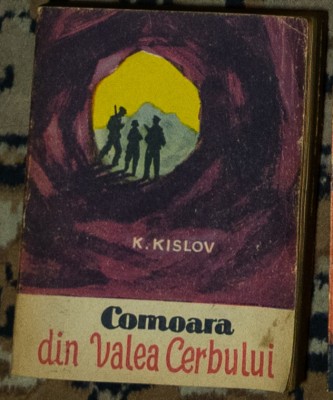 K. KISLOV
Comoara
din Valea Cerbului